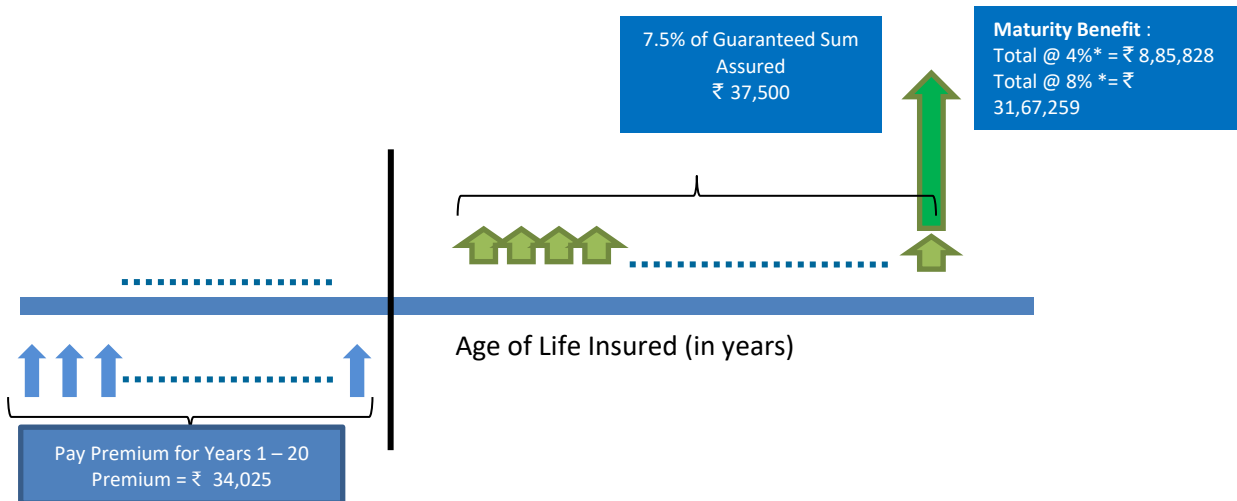 7.5% of Guaranteed Sum
Assured
₹ 37,500
Maturity Benefit :
Total @ 4%* = ₹ 8,85,828
Total @ 8% *= ₹
31,67,259
Age of Life Insured (in years)
Pay Premium for Years 1 – 20
Premium = ₹ 34,025